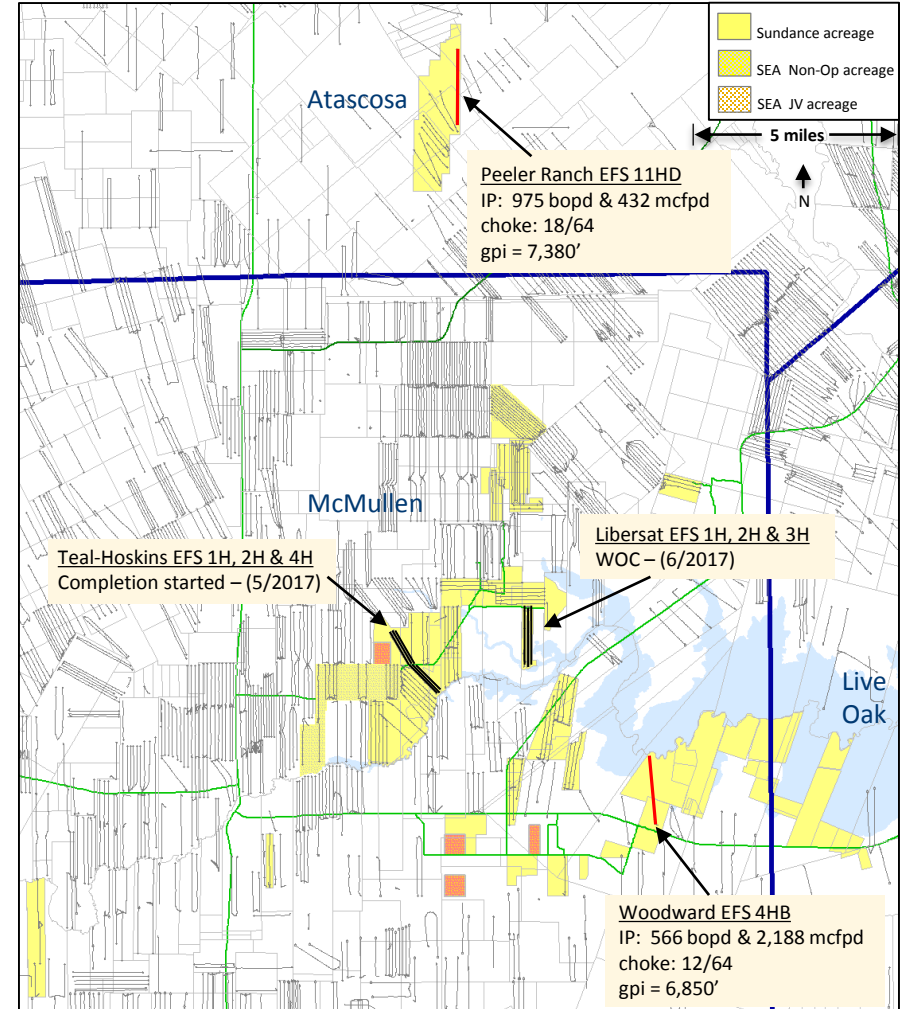 Sundance acreage
SEA Non-Op acreage
SEA JV acreage
5 miles
N
Atascosa
Peeler Ranch EFS 11HD
IP: 975 bopd & 432 mcfpd
choke: 18/64
gpi = 7,380’
McMullen
Teal-Hoskins EFS 1H, 2H & 4H
Completion started – (5/2017)
Libersat EFS 1H, 2H & 3H
WOC – (6/2017)
Live
Oak
Woodward EFS 4HB
IP: 566 bopd & 2,188 mcfpd
choke: 12/64
gpi = 6,850’